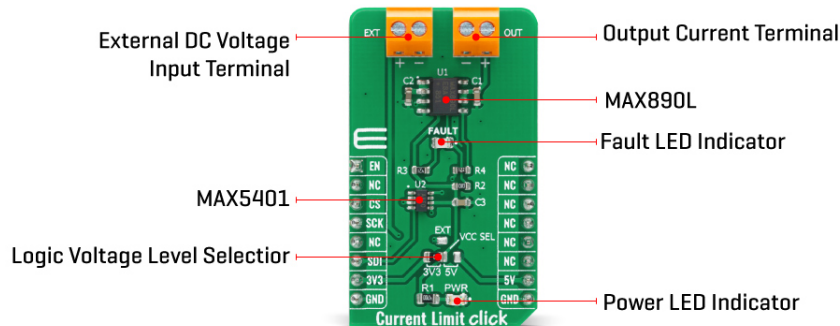 External DC Voltage
Input Terminal
Output Current Terminal
EXT
OUT
+ -
- +
U1
C2
C1
MAX890L
FAULT
Fault LED Indicator
EN
NC
R3
R4
NC
NC
R2
NC
MAX5401
U2
CS
C3
NC
SCK
NC
EXT
VCC SEL
NC
NC
Logic Voltage Level Selectior
SDI
NC
3V3
3V3
5V
5V
GND
R1
PWR
GND
Power LED Indicator
Current Limit click